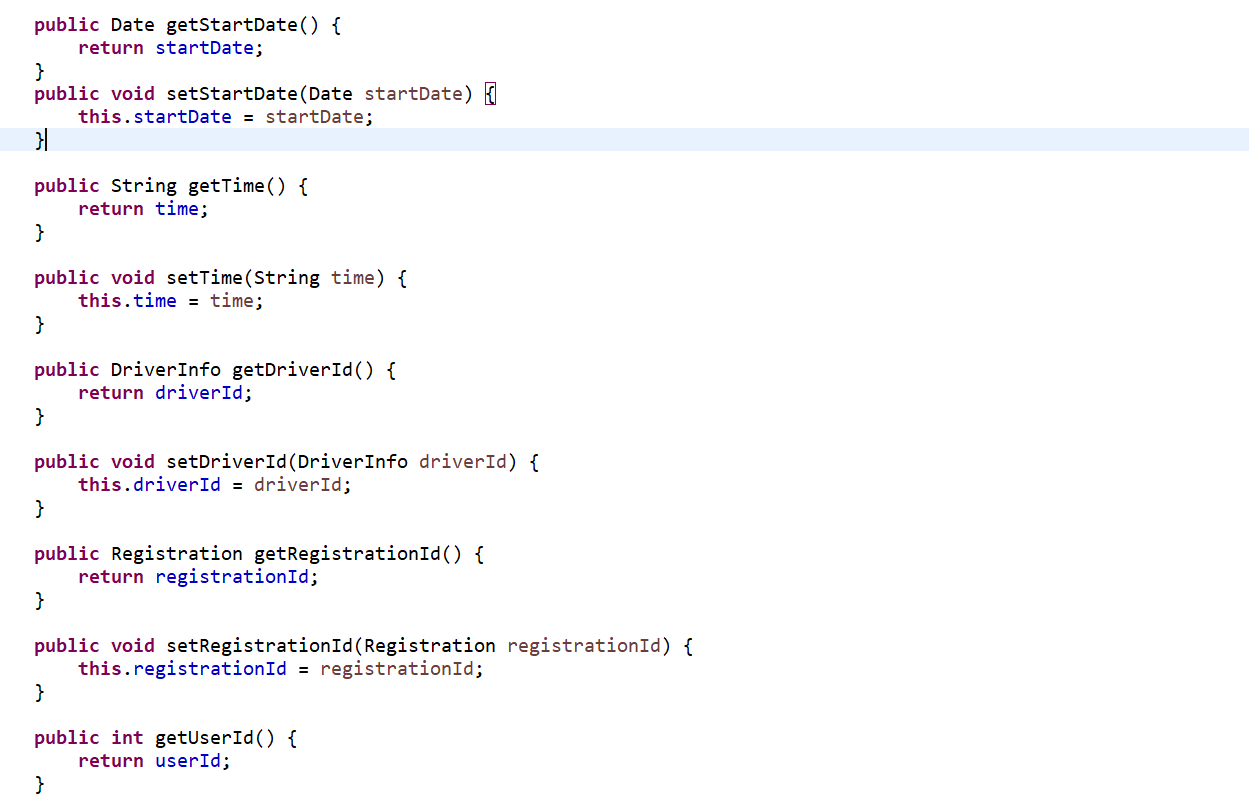 public Date getStartDate() {
    return startDate;
}
public void setStartDate(Date startDate) {
    this.startDate = startDate;
}
public String getTime() {
    return time;
}
public void setTime(String time) {
    this.time = time;
}
public DriverInfo getDriverId() {
    return driverId;
}
public void setDriverId(DriverInfo driverId) {
    this.driverId = driverId;
}
public Registration getRegistrationId() {
    return registrationId;
}
public void setRegistrationId(Registration registrationId) {
    this.registrationId = registrationId;
}
public int getUserId() {
    return userId;
}